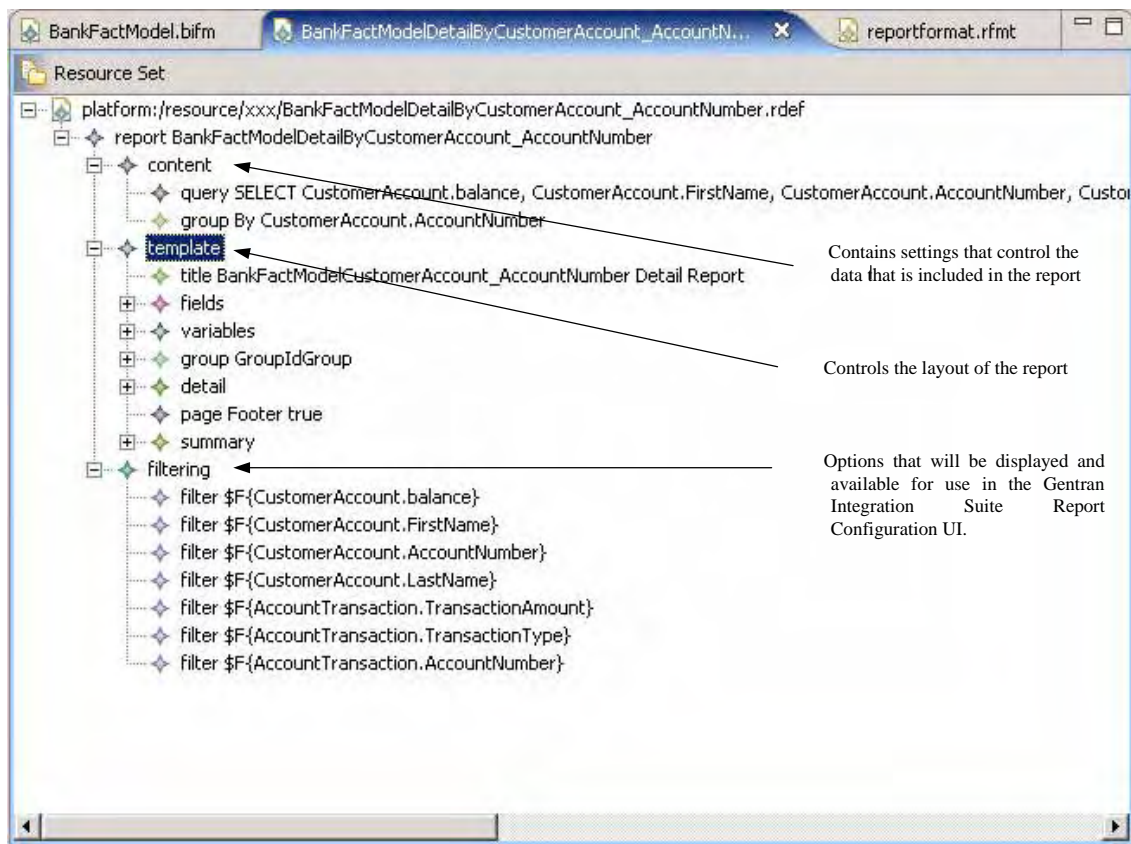 BankFactModel.bifm
BankFactModelDetailByCustomerAccount_AccountN...
reportformat.rfmt
Resource Set
platform:/resource/xxx/BankFactModelDetailByCustomerAccount_AccountNumber.rdef
report BankFactModelDetailByCustomerAccount_AccountNumber
content
query SELECT CustomerAccount.balance, CustomerAccount.FirstName, CustomerAccount.AccountNumber, Custo
group By CustomerAccount.AccountNumber
template
title BankFactModelCustomerAccount_AccountNumber Detail Report
fields
variables
group GroupIdGroup
detail
page Footer true
summary
filtering
filter $F{CustomerAccount.balance}
filter $F{CustomerAccount.FirstName}
filter $F{CustomerAccount.AccountNumber}
filter $F{CustomerAccount.LastName}
filter $F{AccountTransaction.TransactionAmount}
filter $F{AccountTransaction.TransactionType}
filter $F{AccountTransaction.AccountNumber}
Contains settings that control the
data that is included in the report
Controls the layout of the report
Options that will be displayed and
available for use in the Gentran
Integration Suite Report
Configuration UI.